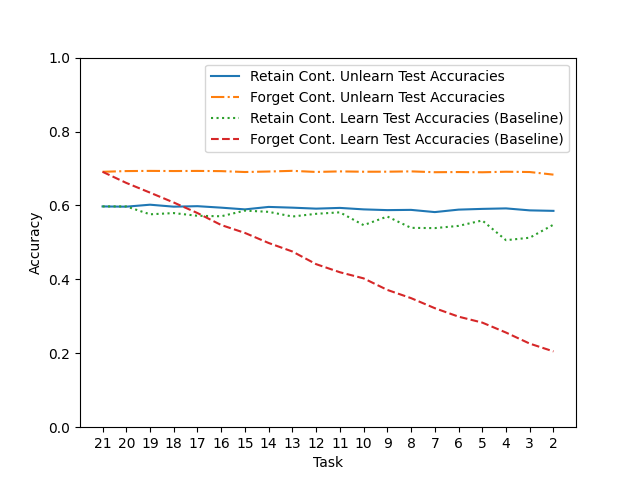 Retain Cont. Unlearn Test Accuracies
Forget Cont. Unlearn Test Accuracies
Retain Cont. Learn Test Accuracies (Baseline)
Forget Cont. Learn Test Accuracies (Baseline)
1.0
0.8
0.6
0.4
0.2
0.0
Accuracy
21 20 19 18 17 16 15 14 13 12 11 10 9 8 7 6 5 4 3 2
Task